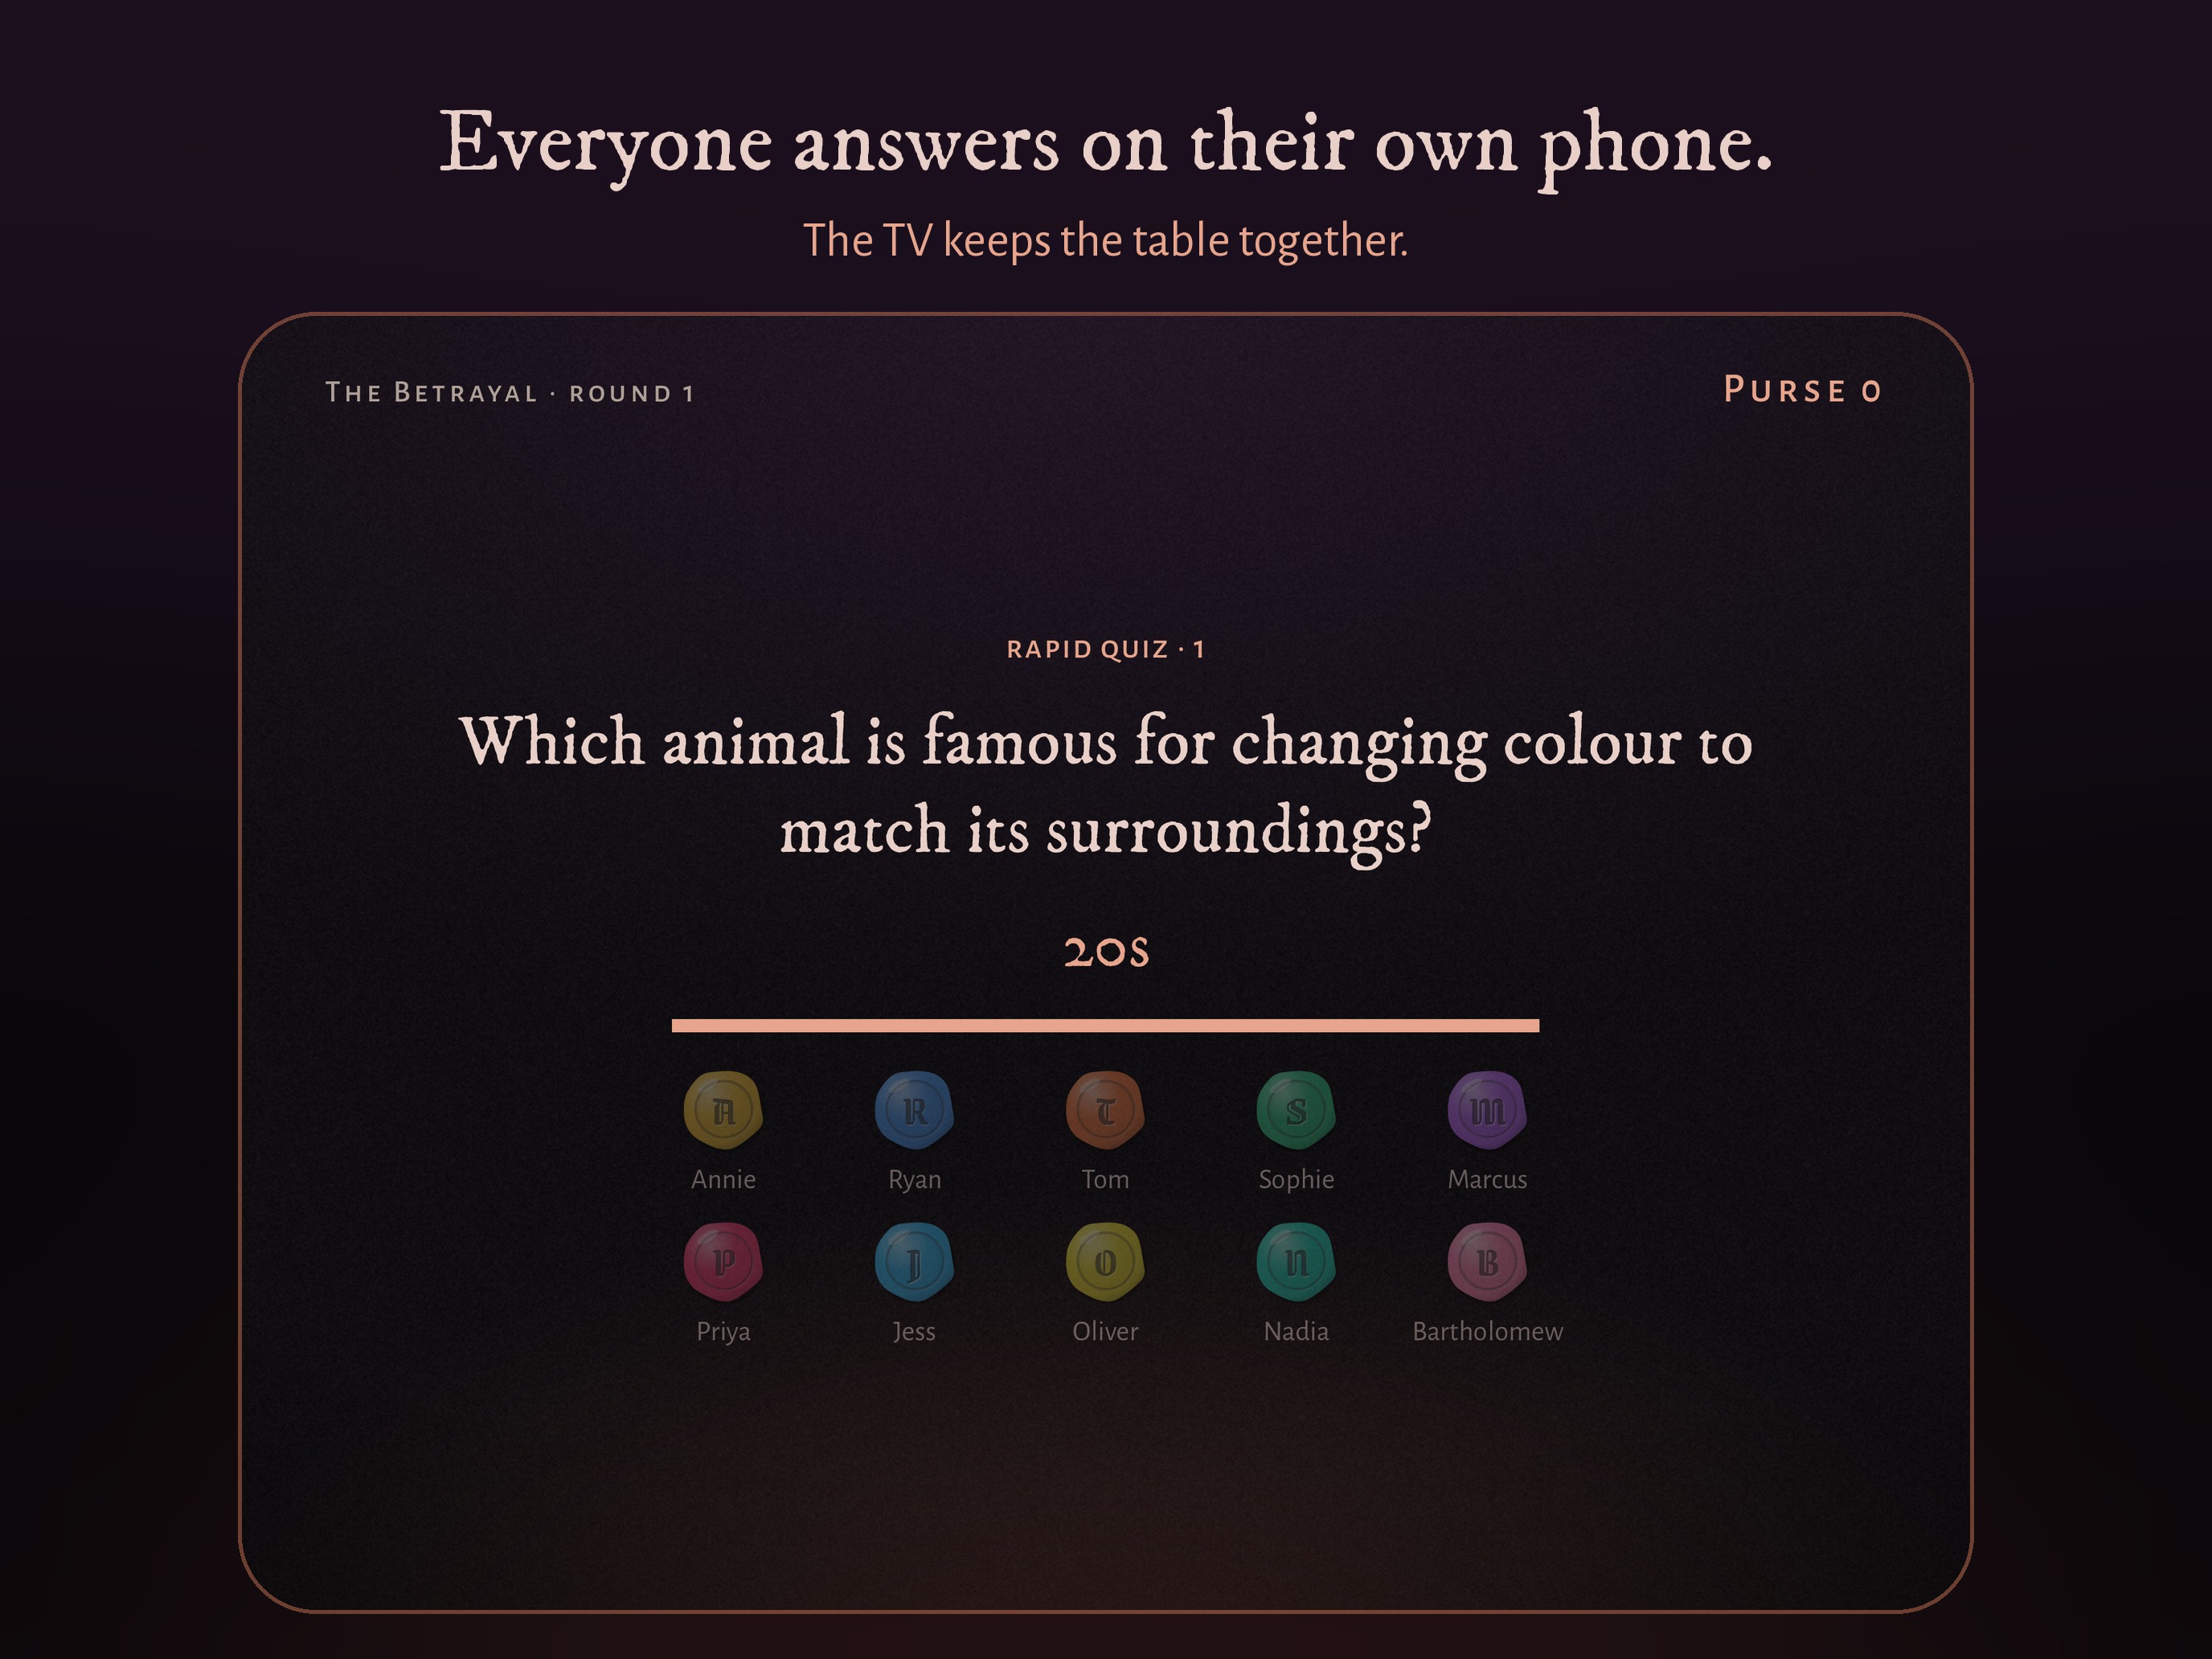 Everyone answers on their own phone.
The TV keeps the table together.
The Betrayal · round 1
Purse 0
RAPID QUIZ · 1
Which animal is famous for changing colour to
match its surroundings?
20s
A R T S M
Annie Ryan Tom Sophie Marcus
P J O N B
Priya Jess Oliver Nadia Bartholomew